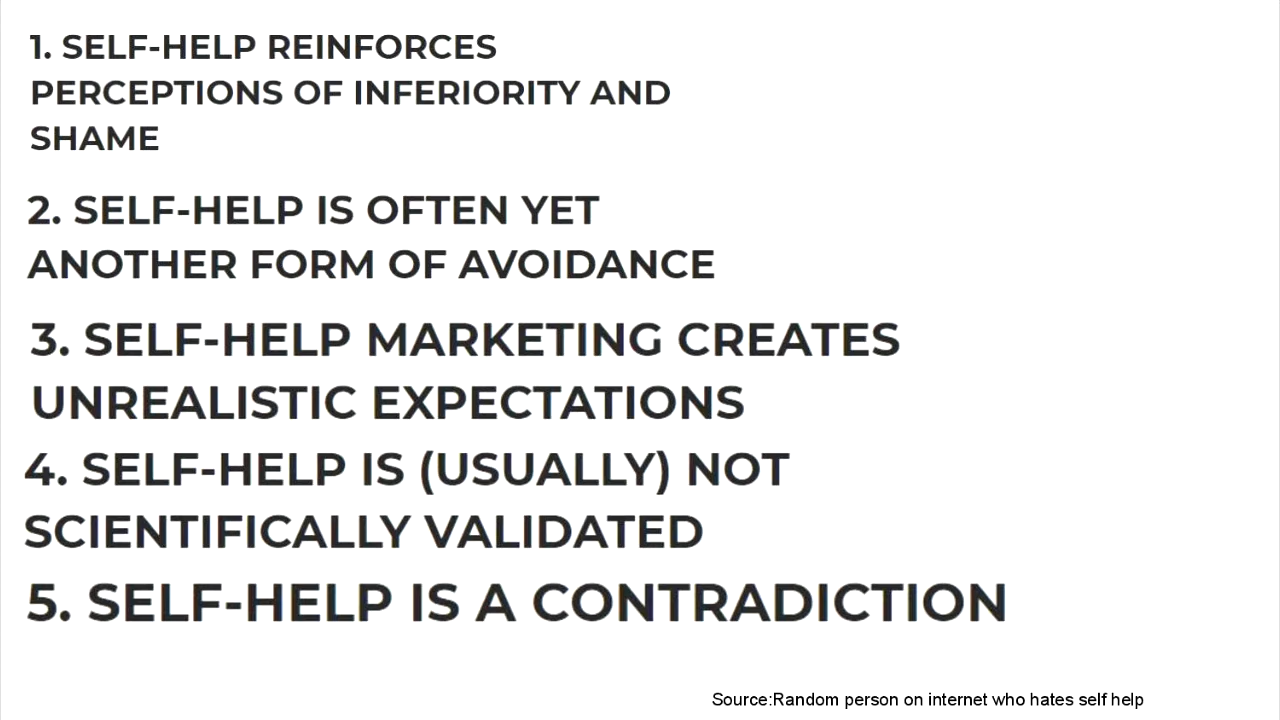 1. SELF-HELP REINFORCES
PERCEPTIONS OF INFERIORITY AND
SHAME
2. SELF-HELP IS OFTEN YET
ANOTHER FORM OF AVOIDANCE
3. SELF-HELP MARKETING CREATES
UNREALISTIC EXPECTATIONS
4. SELF-HELP IS (USUALLY) NOT
SCIENTIFICALLY VALIDATED
5. SELF-HELP IS A CONTRADICTION
Source:Random person on internet who hates self help